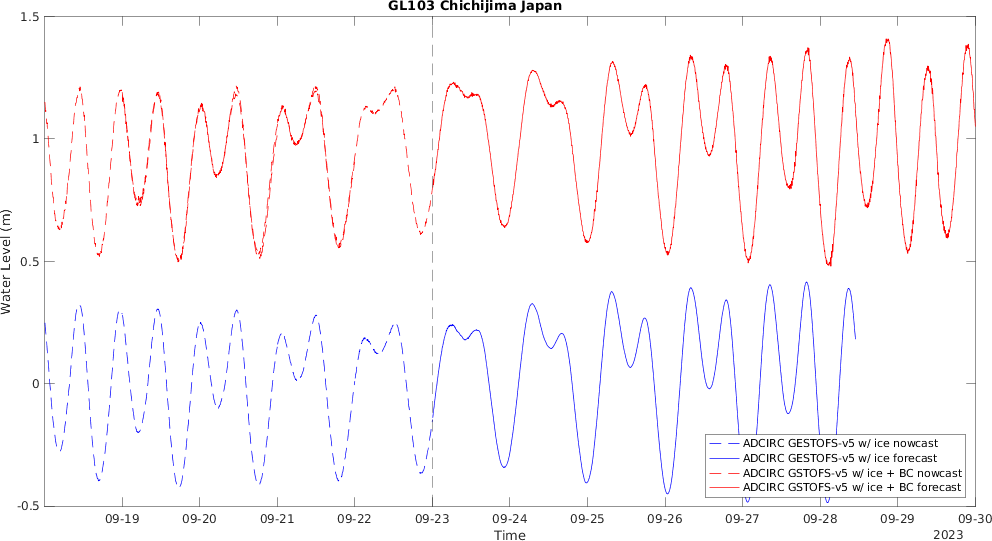 GL103 Chichijima Japan
1.5
1
0.5
0
-0.5
Water Level (m)
ADCIRC GESTOFS-v5 w/ ice nowcast
ADCIRC GESTOFS-v5 w/ ice forecast
ADCIRC GSTOFS-v5 w/ ice + BC nowcast
ADCIRC GSTOFS-v5 w/ ice + BC forecast
09-19 09-20 09-21 09-22 09-23 09-24 09-25 09-26 09-27 09-28 09-29 09-30
Time
2023